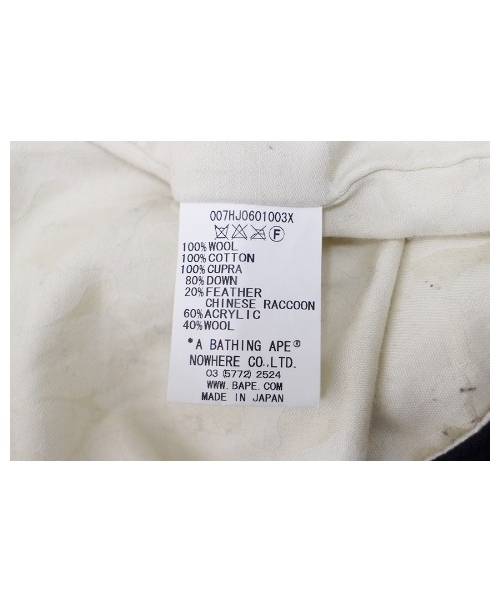 007HJ0601003X
F
100%WOOL
100%COTTON
100%CUPRA
80%DOWN
20%FEATHER
CHINESE RACCOON
60%ACRYLIC
40%WOOL
*A BATHING APE®
NOWHERE CO.,LTD.
03 (5772) 2524
WWW.BAPE.COM
MADE IN JAPAN